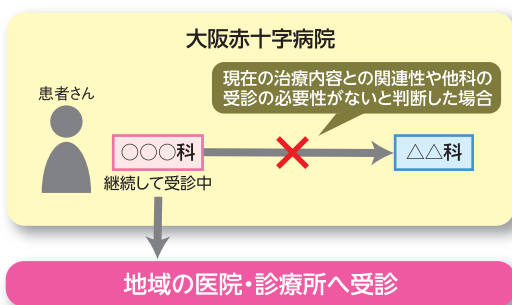 大阪赤十字病院
現在の治療内容との関連性や他科の
受診の必要性がないと判断した場合
患者さん
○○○科
△△科
継続して受診中
地域の医院・診療所へ受診